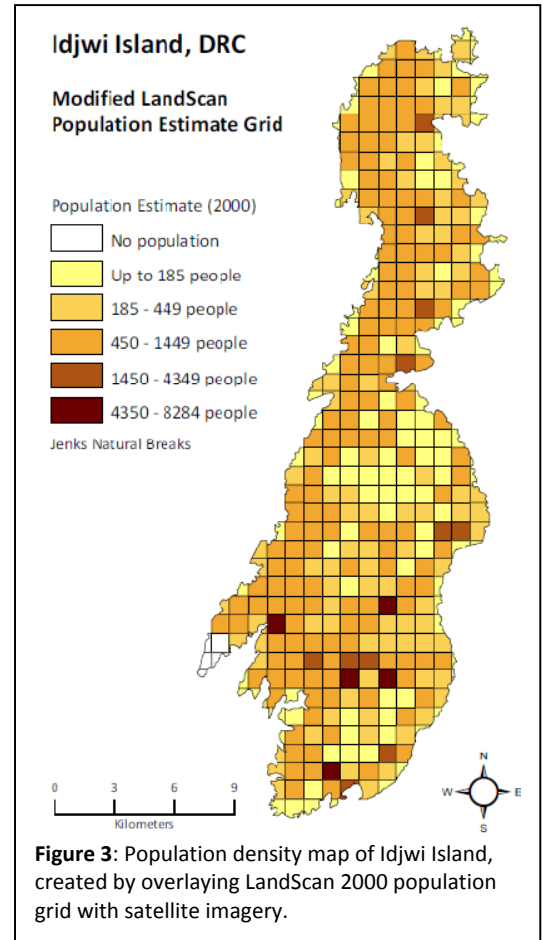 Idjwi Island, DRC
Modified LandScan
Population Estimate Grid
Population Estimate (2000)
No population
Up to 185 people
185 - 449 people
450 - 1449 people
1450 - 4349 people
4350 - 8284 people
Jenks Natural Breaks
0 3 6 9
Kilometers
N
W E
S
Figure 3: Population density map of Idjwi Island,
created by overlaying LandScan 2000 population
grid with satellite imagery.